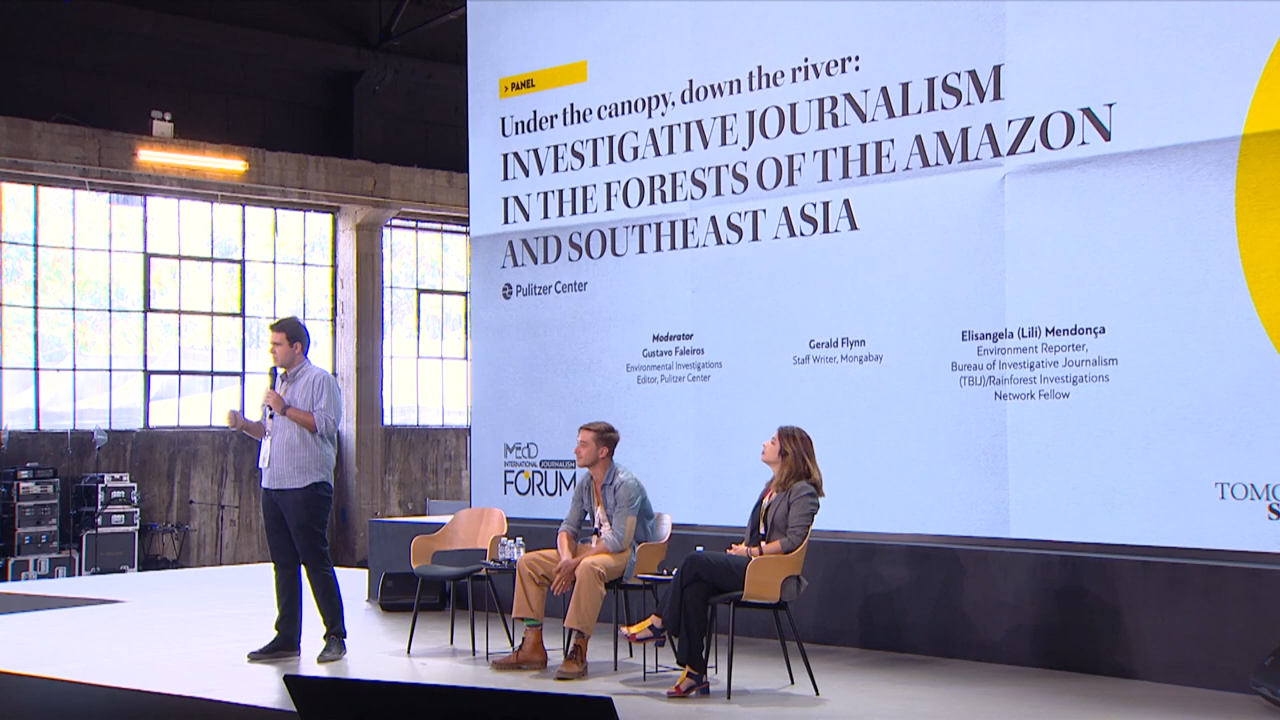 > PANEL
Under the canopy, down the river:
INVESTIGATIVE JOURNALISM
IN THE FORESTS OF THE AMAZON
AND SOUTHEAST ASIA
Pulitzer Center
Moderator
Gustavo Faleiros
Environmental Investigations
Editor, Pulitzer Center
Gerald Flynn
Staff Writer, Mongabay
Elisangela (Lili) Mendonça
Environment Reporter,
Bureau of Investigative Journalism
(TBIJ)/Rainforest Investigations
Network Fellow
IMEdD
INTERNATIONAL JOURNALISM
FORUM
TOMO
S